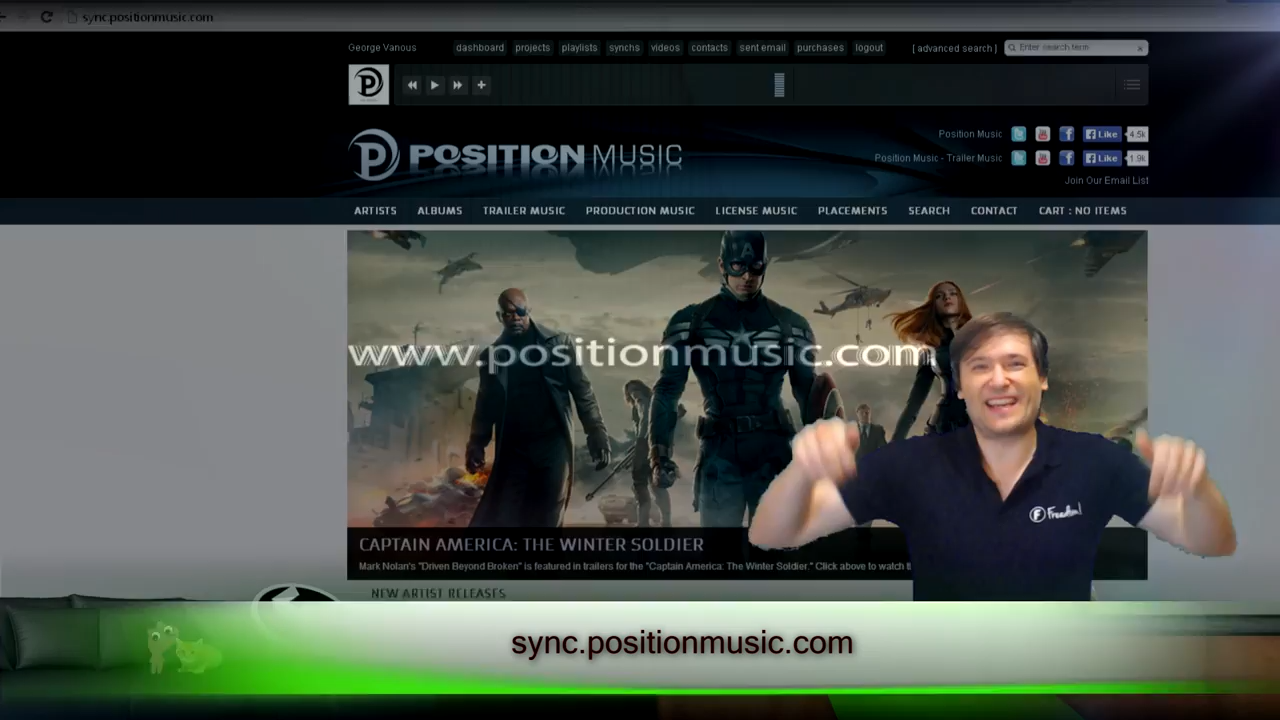 sync.positionmusic.com
George Vanous dashboard projects playlists synchs videos contacts sent email purchases logout [ advanced search ] Enter search term
Position Music Like 4.5k
POSITION MUSIC
Position Music - Trailer Music Like 1.9k
Join Our Email List
ARTISTS ALBUMS TRAILER MUSIC PRODUCTION MUSIC LICENSE MUSIC PLACEMENTS SEARCH CONTACT CART : NO ITEMS
www.positionmusic.com
Freedom!
CAPTAIN AMERICA: THE WINTER SOLDIER
Mark Nolan's "Driven Beyond Broken" is featured in trailers for the "Captain America: The Winter Soldier." Click above to watch
NEW ARTIST RELEASES
sync.positionmusic.com